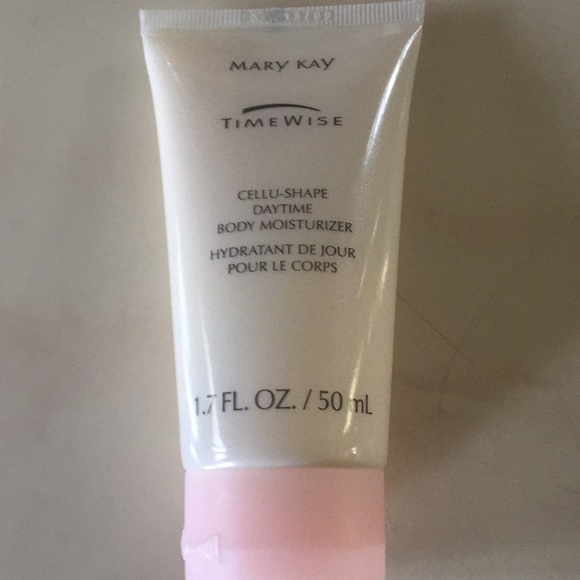 MARY KAY
TIMEWISE
CELLU-SHAPE
DAYTIME
BODY MOISTURIZER
HYDRATANT DE JOUR
POUR LE CORPS
1.7 FL. OZ. / 50 mL